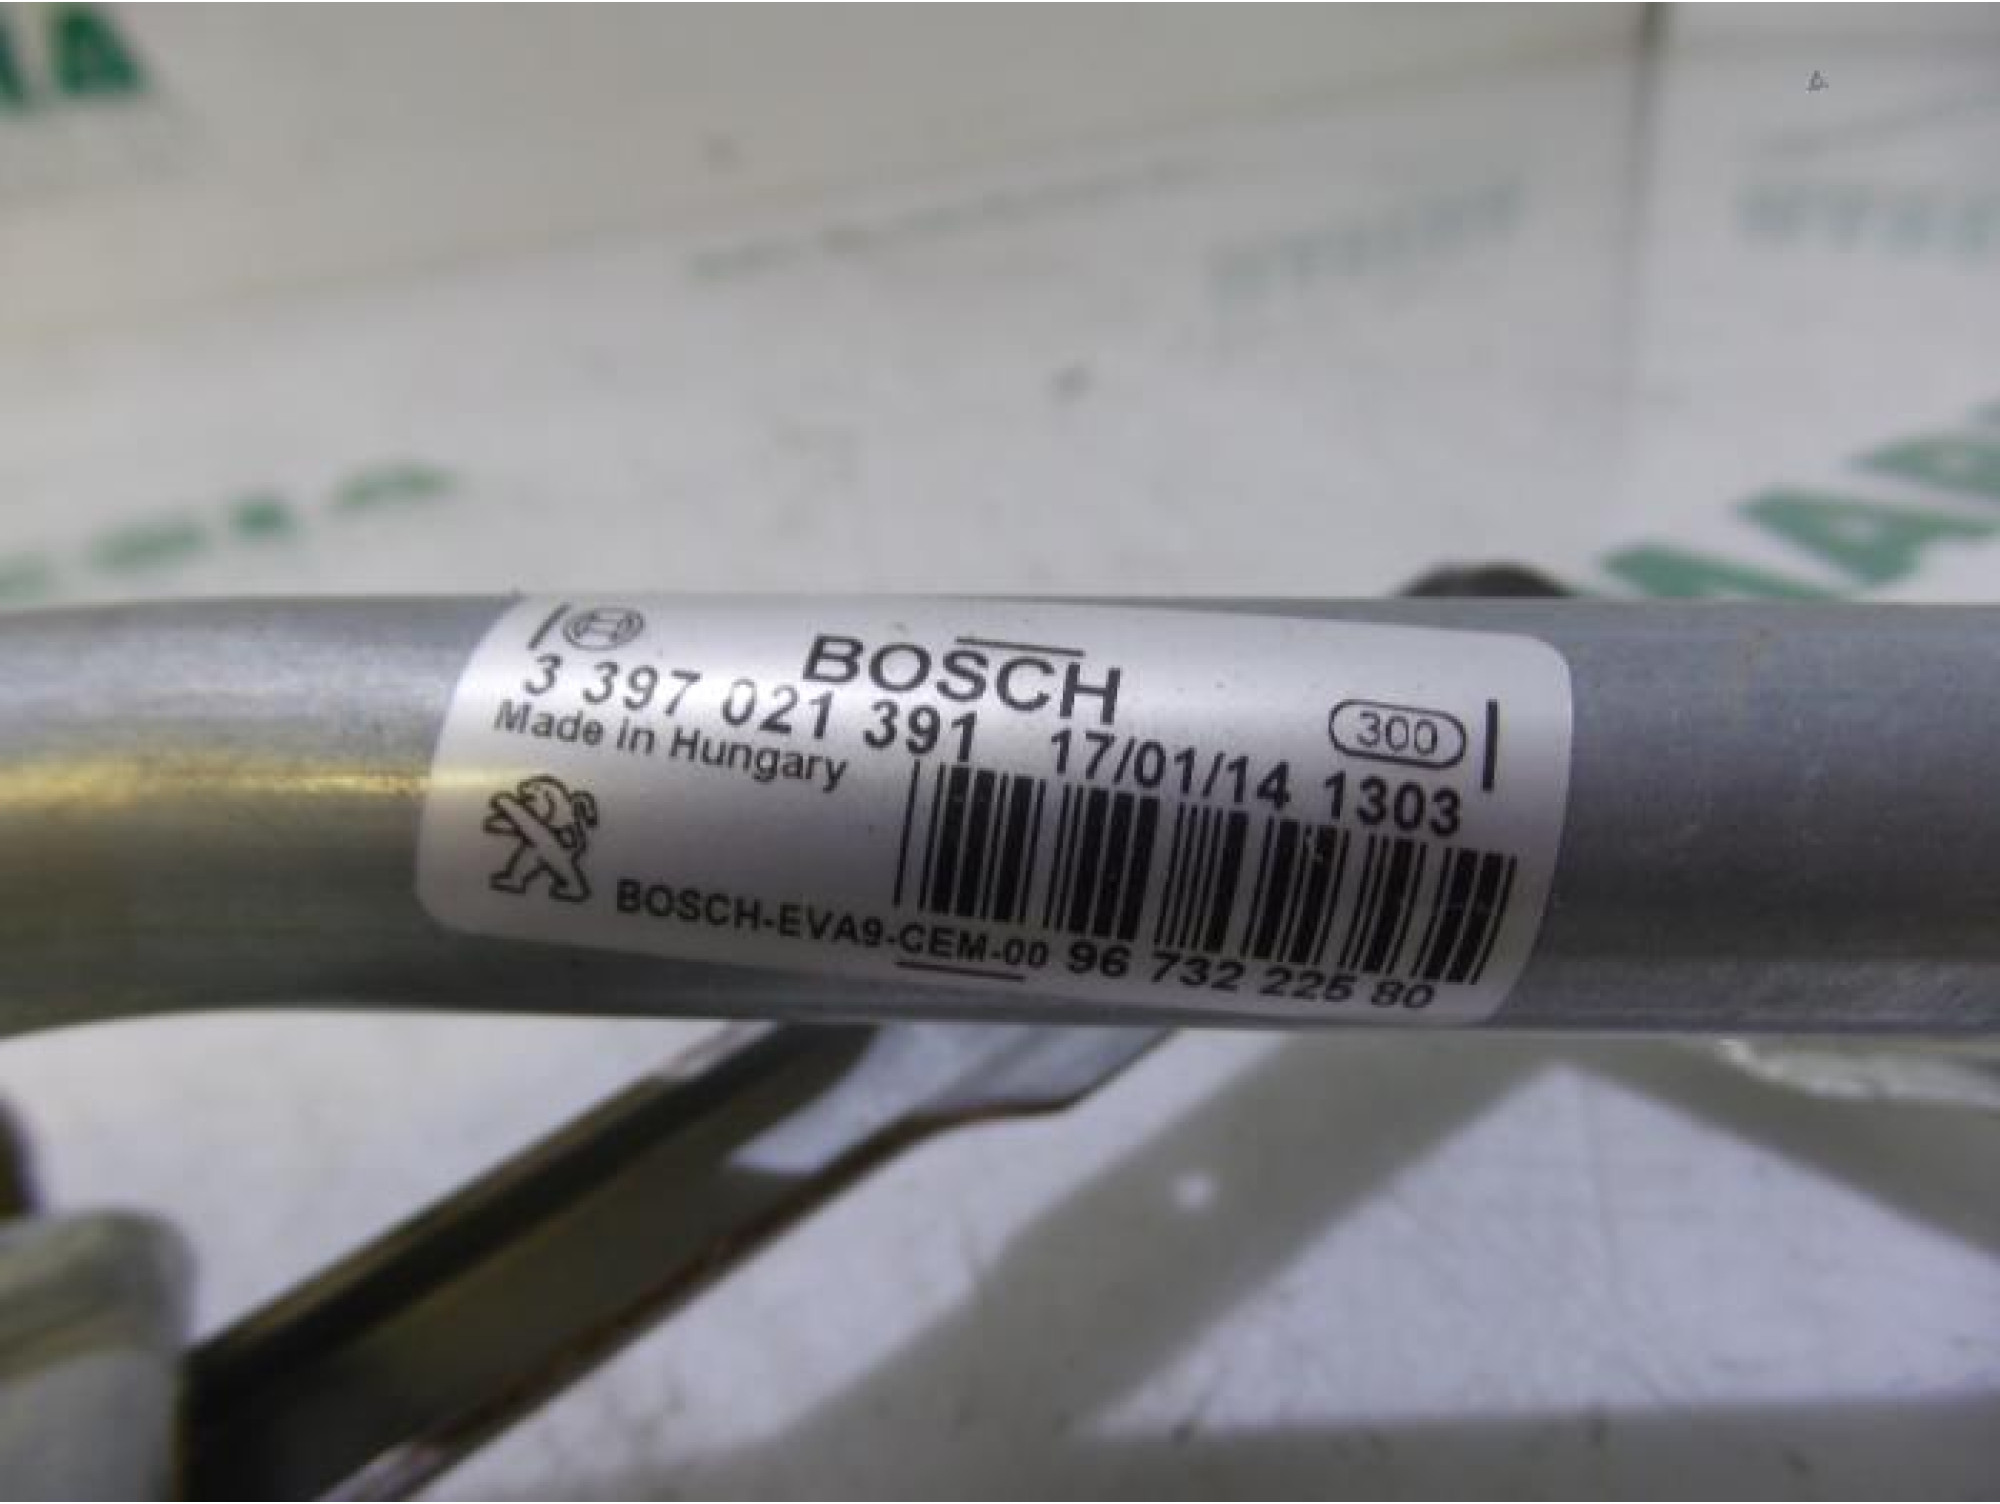 BOSCH
3 397 021 391 17/01/14 1303
300
Made in Hungary
BOSCH-EVA9-CEM-00 96 732 225 80